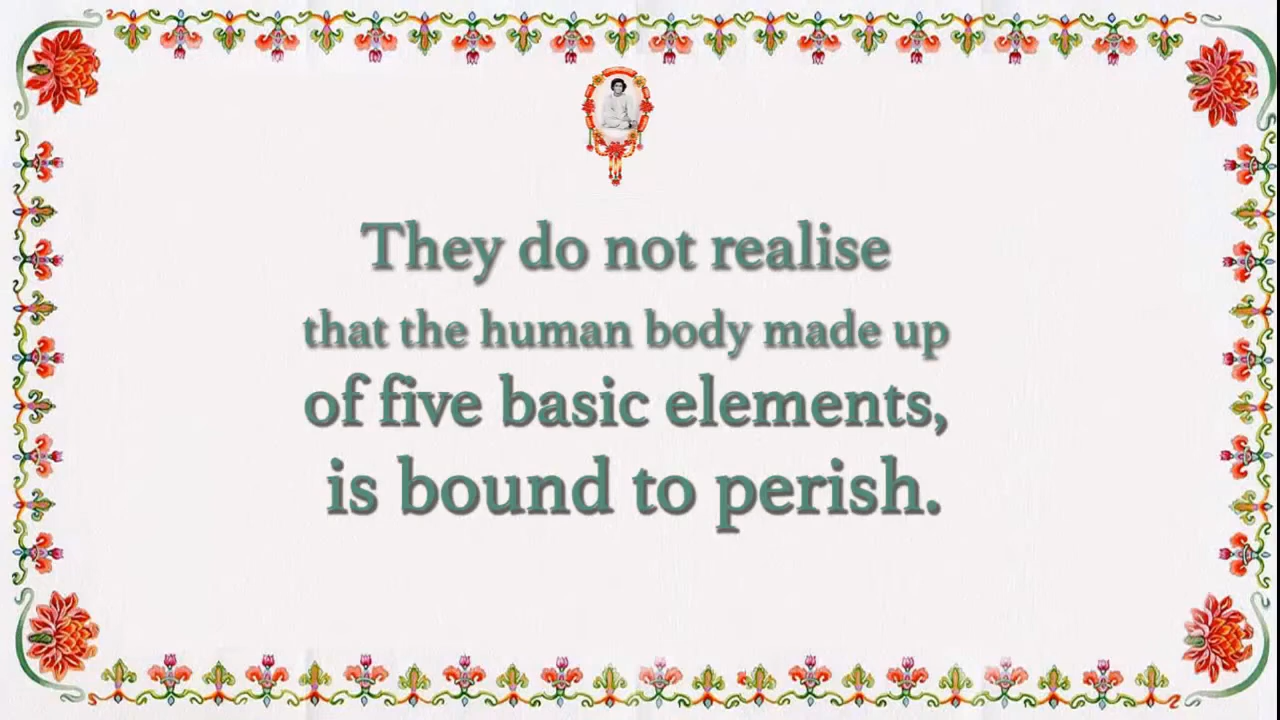 They do not realise
that the human body made up
of five basic elements,
is bound to perish.